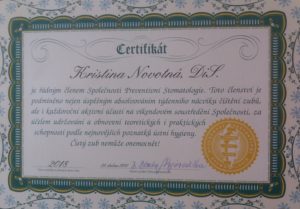 Certifikát
Kristina Novotná, DiS.
je řádným členem Společnosti Preventivní Stomatologie. Toto členství je
podmíněno nejen úspěšným absolvováním výcvikového nácviku čištění zubů,
ale i každoroční aktivní účastí na víkendovém soustředění Společnosti, za
účelem udržování a obnovení teoretických i praktických
schopností podle nejnovějších poznatků ústní hygieny.
Čistý zub nemůže onemocnět!
2018